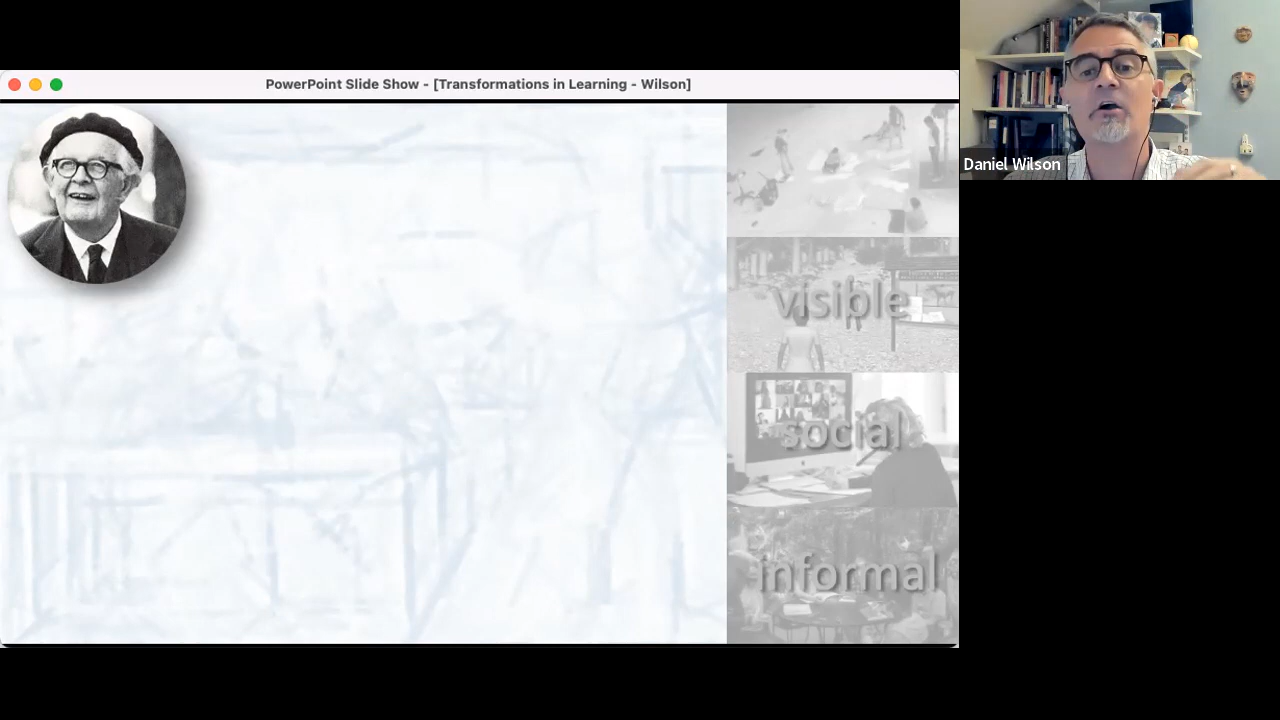 PowerPoint Slide Show - [Transformations in Learning - Wilson]
Daniel Wilson
visible
social
informal